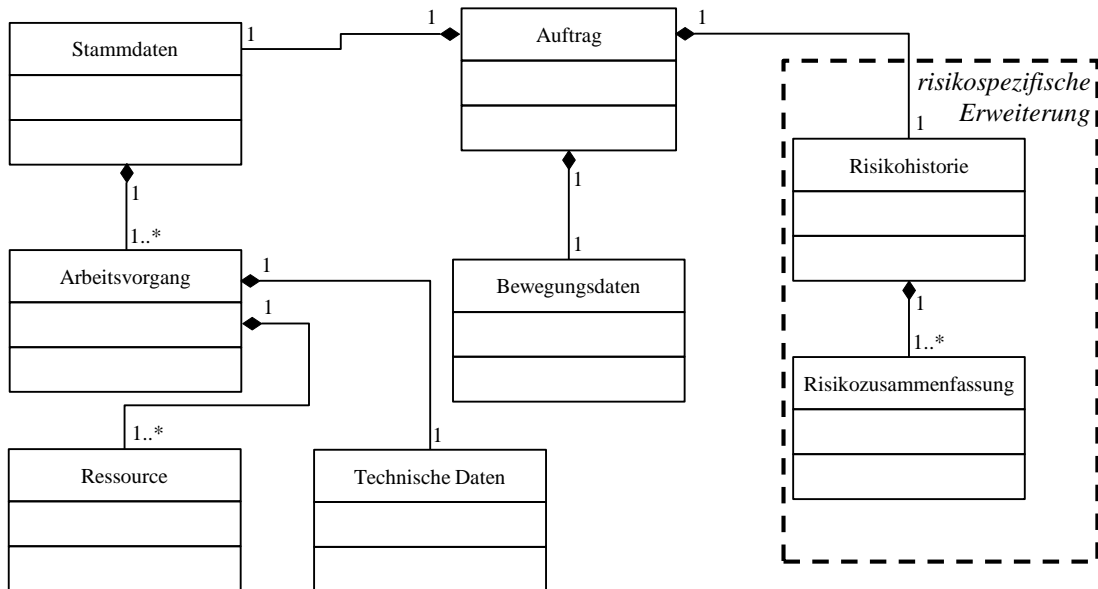 1
1
1
Stammdaten
1
Auftrag
risikospezifische
Erweiterung
1
Risikohistorie
1
1
1..*
1
Arbeitsvorgang
1
Bewegungsdaten
1
1
1..*
Risikozusammenfassung
1..*
1
Ressource
Technische Daten